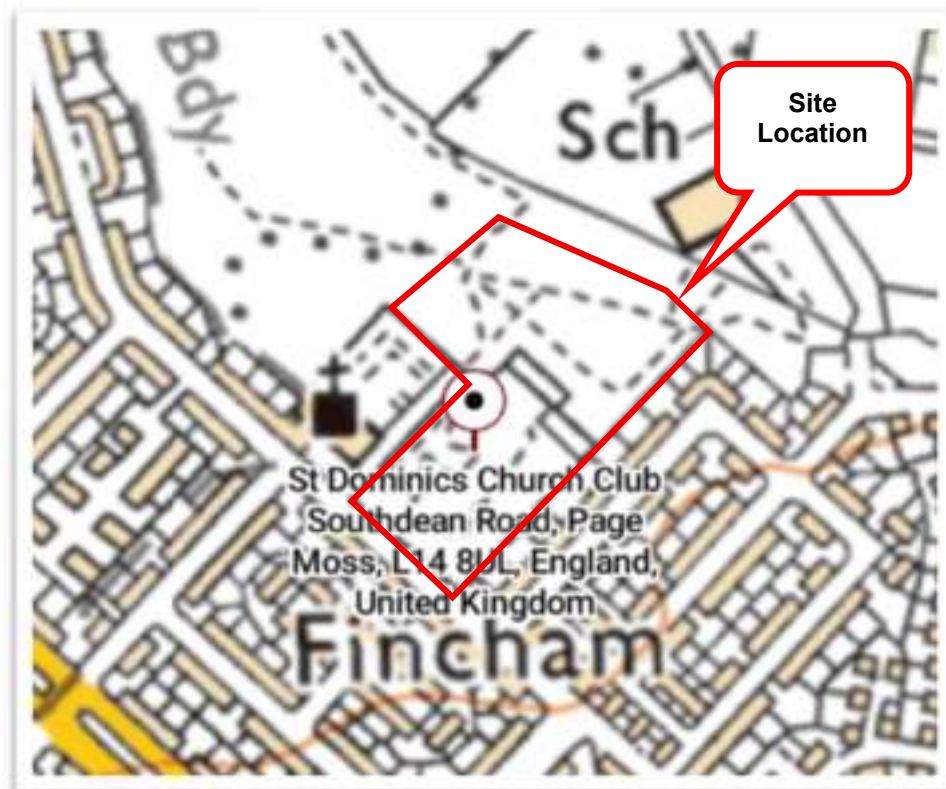 Bdy
Sch
Site
Location
St Dominics Church Club
Southdean Road, Page
Moss, L14 8UL, England,
United Kingdom
Fincham